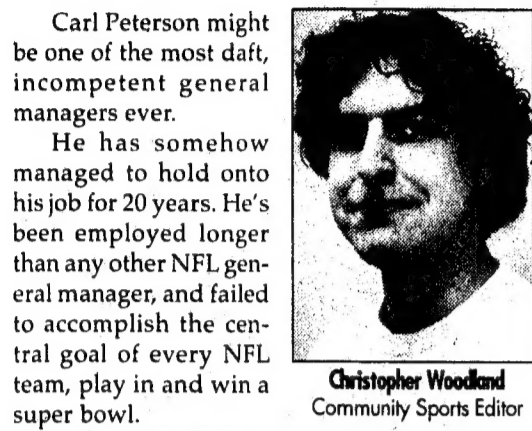 Carl Peterson might
be one of the most daft,
incompetent general
managers ever.
He has somehow
managed to hold onto
his job for 20 years. He's
been employed longer
than any other NFL gen-
eral manager, and failed
to accomplish the cen-
tral goal of every NFL
team, play in and win a
super bowl.
Christopher Woodland
Community Sports Editor